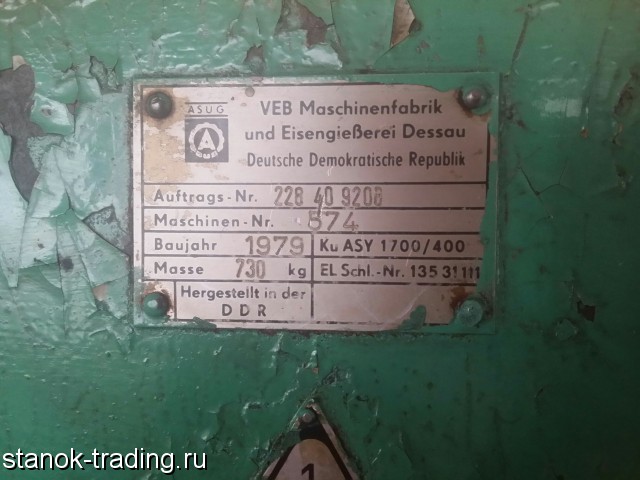 ASUG
VEB Maschinenfabrik
und Eisengießerei Dessau
Deutsche Demokratische Republik
Auftrags-Nr. 228 40 9208
Maschinen-Nr. 574
Baujahr 1979 Ku ASY 1700/400
Masse 730 kg EL Schl.-Nr. 135 31 111
Hergestellt in der
DDR
1
stanok-trading.ru